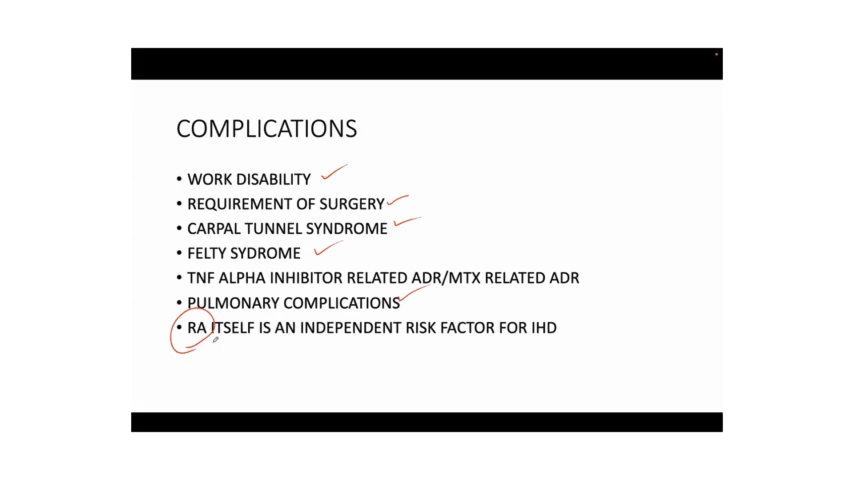 COMPLICATIONS
• WORK DISABILITY
• REQUIREMENT OF SURGERY
• CARPAL TUNNEL SYNDROME
• FELTY SYDROME
• TNF ALPHA INHIBITOR RELATED ADR/MTX RELATED ADR
• PULMONARY COMPLICATIONS
• RA ITSELF IS AN INDEPENDENT RISK FACTOR FOR IHD